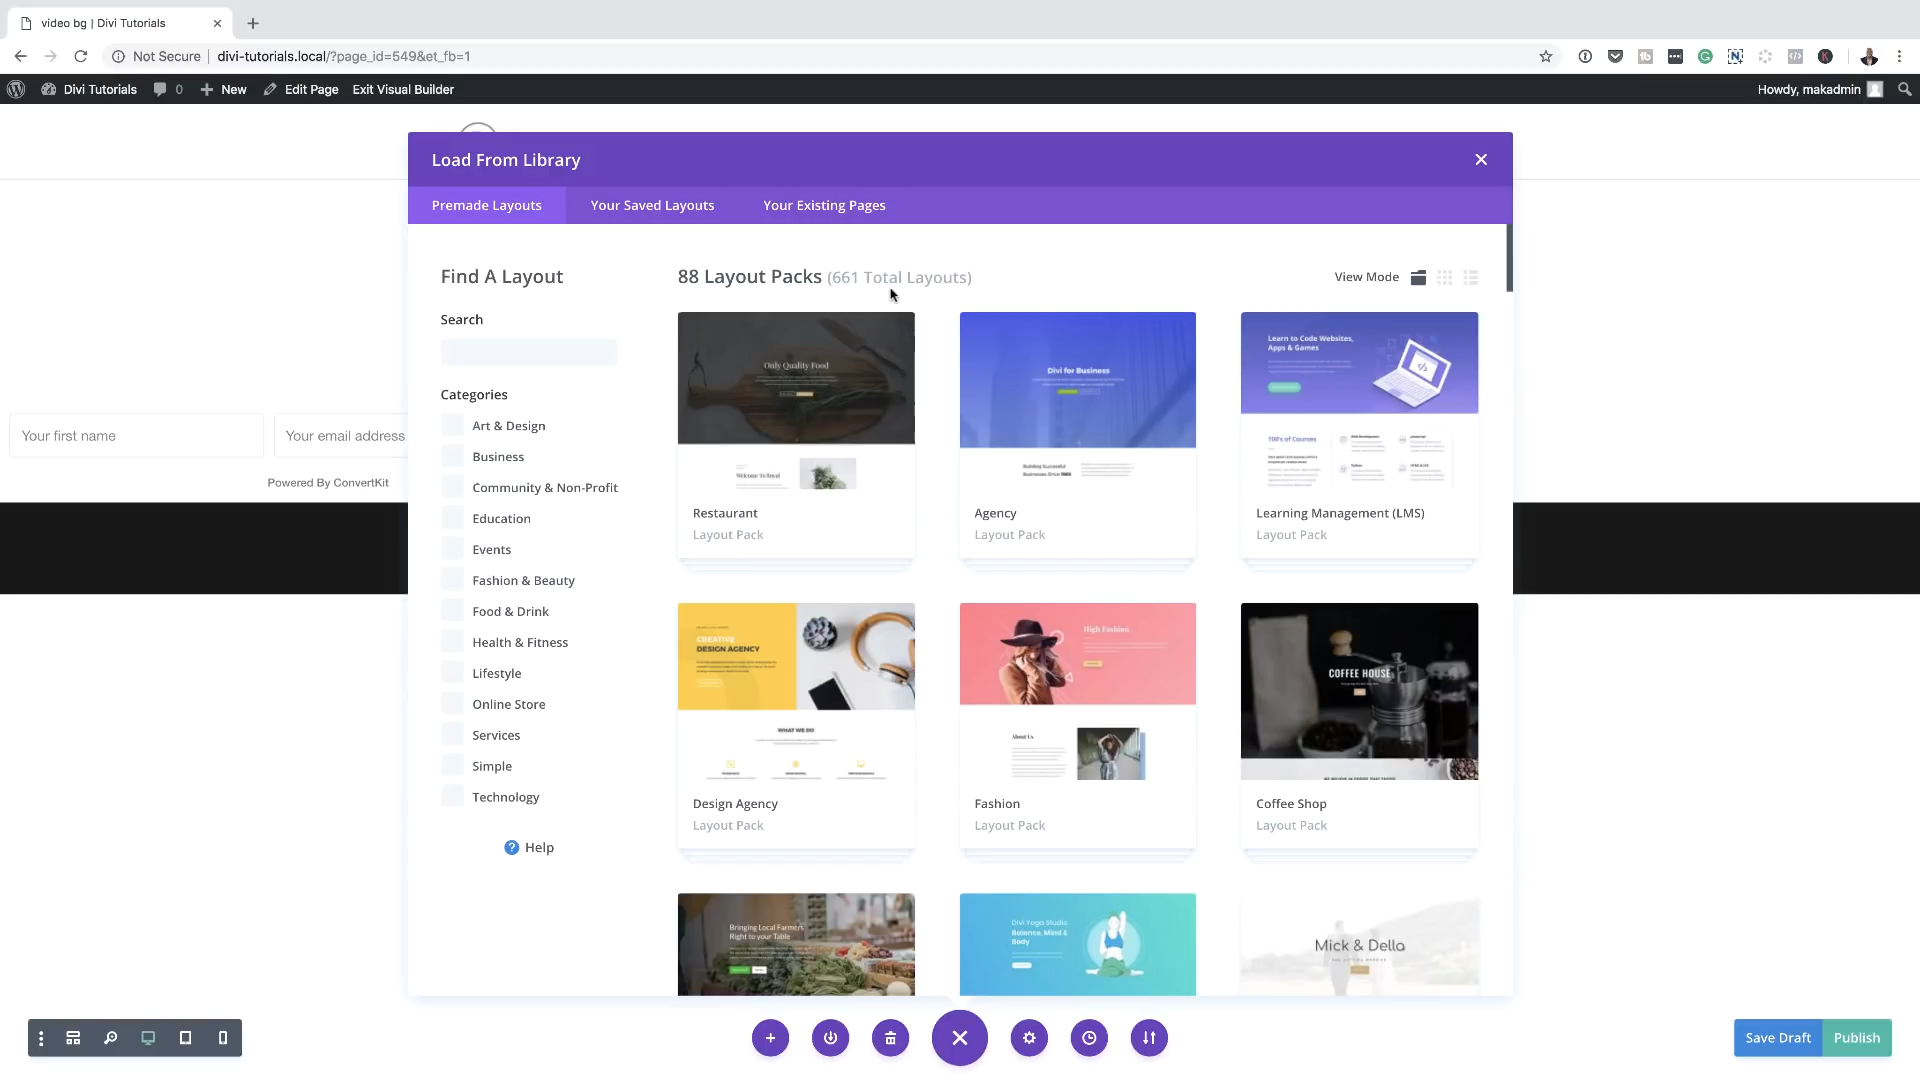 video bg | Divi Tutorials
Not Secure | divi-tutorials.local/?page_id=549&et_fb=1
Divi Tutorials 0 New Edit Page Exit Visual Builder
Howdy, makadmin
Load From Library
Premade Layouts Your Saved Layouts Your Existing Pages
Find A Layout
88 Layout Packs (661 Total Layouts)
View Mode
Search
Categories
Art & Design
Business
Community & Non-Profit
Education
Events
Fashion & Beauty
Food & Drink
Health & Fitness
Lifestyle
Online Store
Services
Simple
Technology
Help
Your first name
Your email address
Powered By ConvertKit
Only Quality Food
Restaurant
Layout Pack
Divi for Business
Building Successful
Businesses Since 1965
Agency
Layout Pack
Learn to Code Websites,
Apps & Games
100's of Courses
Learning Management (LMS)
Layout Pack
CREATIVE
DESIGN AGENCY
WHAT WE DO
Design Agency
Layout Pack
High Fashion
About Us
Fashion
Layout Pack
COFFEE HOUSE
Coffee Shop
Layout Pack
Bringing Local Farmers
Right to your Table
Divi Yoga Studio
Balance, Mind &
Body
Mick & Della
Save Draft Publish